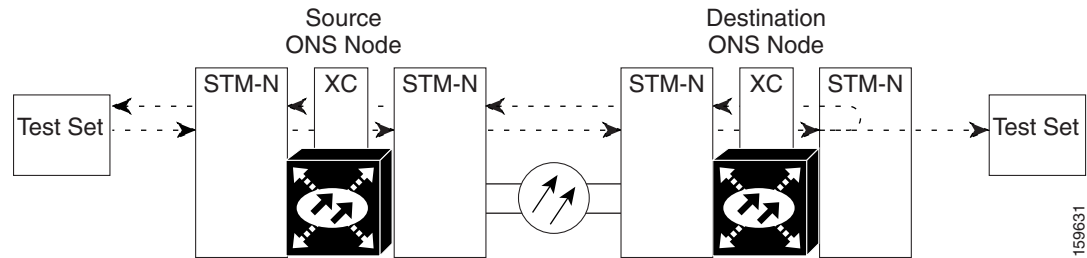 Source
ONS Node
Destination
ONS Node
STM-N
XC
STM-N
STM-N
XC
STM-N
Test Set
Test Set
159631